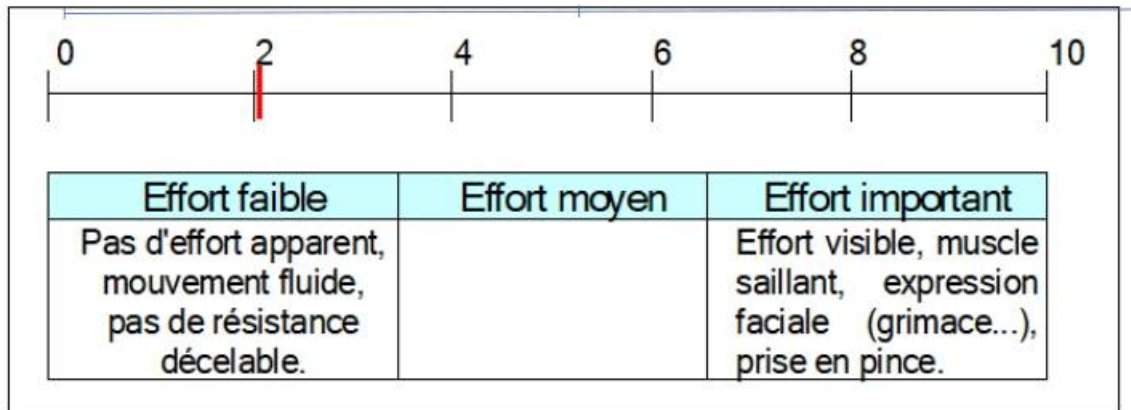 0 2 4 6 8 10
Effort faible Effort moyen Effort important
Pas d'effort apparent,
mouvement fluide,
pas de résistance
décelable.
Effort visible, muscle
saillant, expression
faciale (grimace...),
prise en pince.